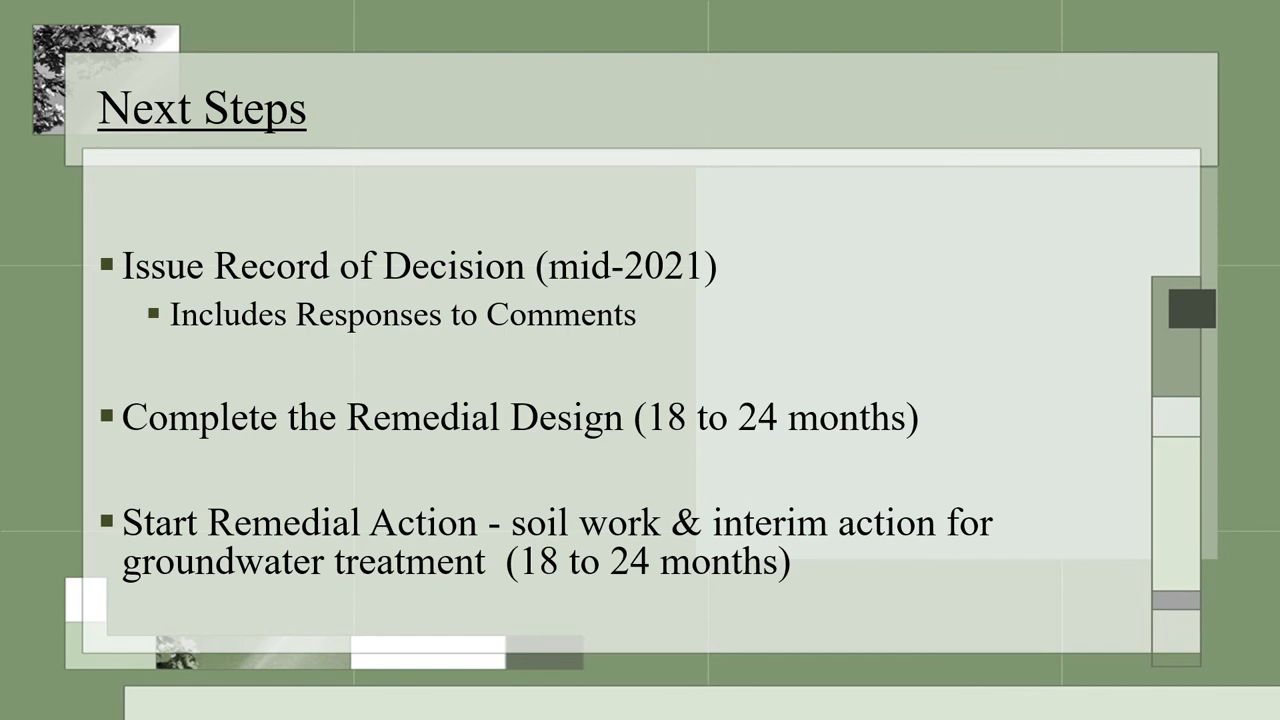 Next Steps
▪ Issue Record of Decision (mid-2021)
▪ Includes Responses to Comments
▪ Complete the Remedial Design (18 to 24 months)
▪ Start Remedial Action - soil work & interim action for
groundwater treatment  (18 to 24 months)